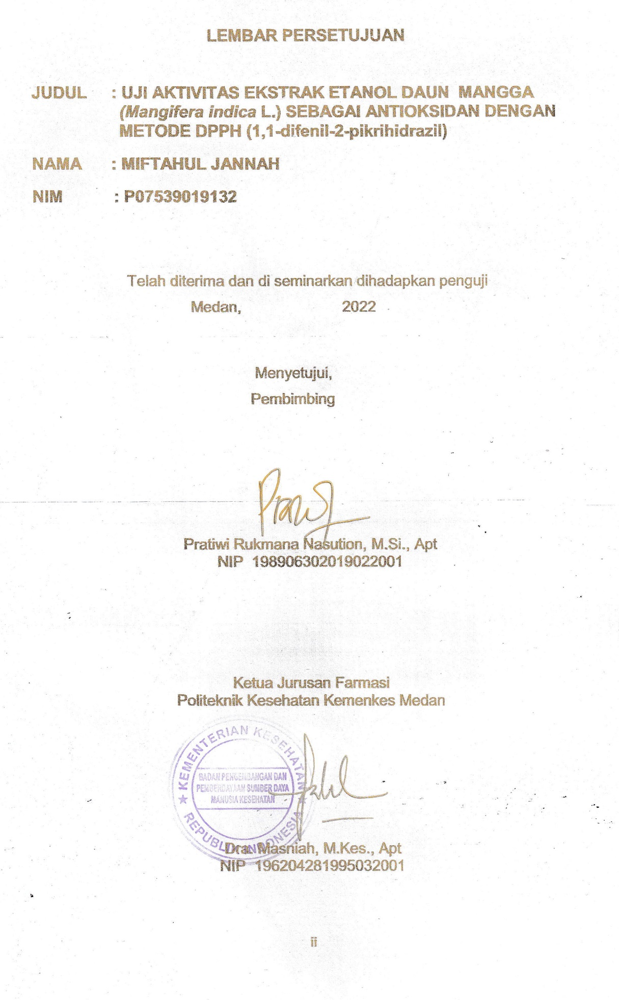 LEMBAR PERSETUJUAN
JUDUL : UJI AKTIVITAS EKSTRAK ETANOL DAUN MANGGA
(Mangifera indica L.) SEBAGAI ANTIOKSIDAN DENGAN
METODE DPPH (1,1-difenil-2-pikrihidrazil)
NAMA : MIFTAHUL JANNAH
NIM : P07539019132
Telah diterima dan di seminarkan dihadapkan penguji
Medan, 2022
Menyetujui,
Pembimbing
Pratiwi Rukmana Nasution, M.Si., Apt
NIP 198906302019022001
Ketua Jurusan Farmasi
Politeknik Kesehatan Kemenkes Medan
KEMENTERIAN KESEHATAN
BADAN PENGEMBANGAN DAN
PEMBERDAYAAN SUMBER DAYA
MANUSIA KESEHATAN
REPUBLIK INDONESIA
Dra. Masniah, M.Kes., Apt
NIP 196204281995032001
ii